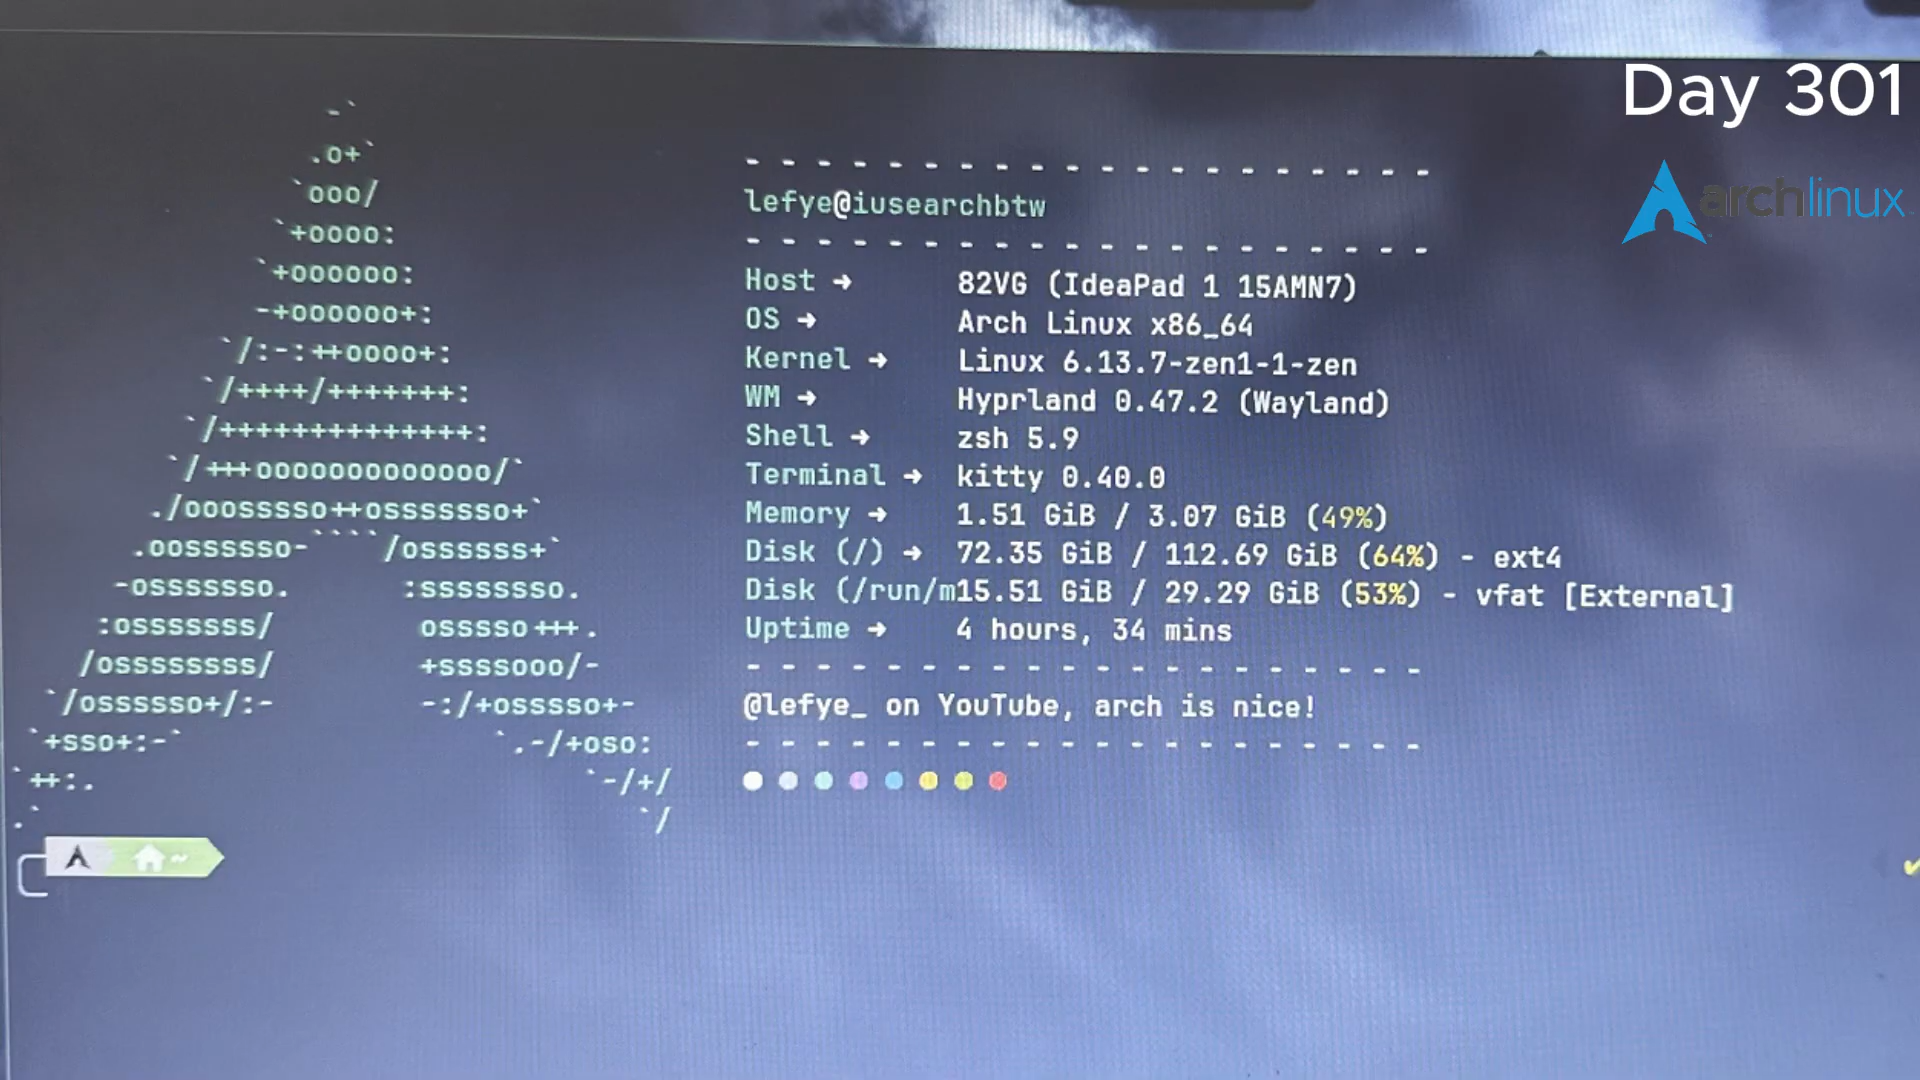 Day 301
archlinux
- - - - - - - - - - - - - - - - - - - -
lefye@iusearchbtw
- - - - - - - - - - - - - - - - - - - -
Host ➜ 82VG (IdeaPad 1 15AMN7)
OS ➜ Arch Linux x86_64
Kernel ➜ Linux 6.13.7-zen1-1-zen
WM ➜ Hyprland 0.47.2 (Wayland)
Shell ➜ zsh 5.9
Terminal ➜ kitty 0.40.0
Memory ➜ 1.51 GiB / 3.07 GiB (49%)
Disk (/) ➜ 72.35 GiB / 112.69 GiB (64%) - ext4
Disk (/run/m15.51 GiB / 29.29 GiB (53%) - vfat [External]
Uptime ➜ 4 hours, 34 mins
- - - - - - - - - - - - - - - - - - - -
@lefye_ on YouTube, arch is nice!
- - - - - - - - - - - - - - - - - - - -
~